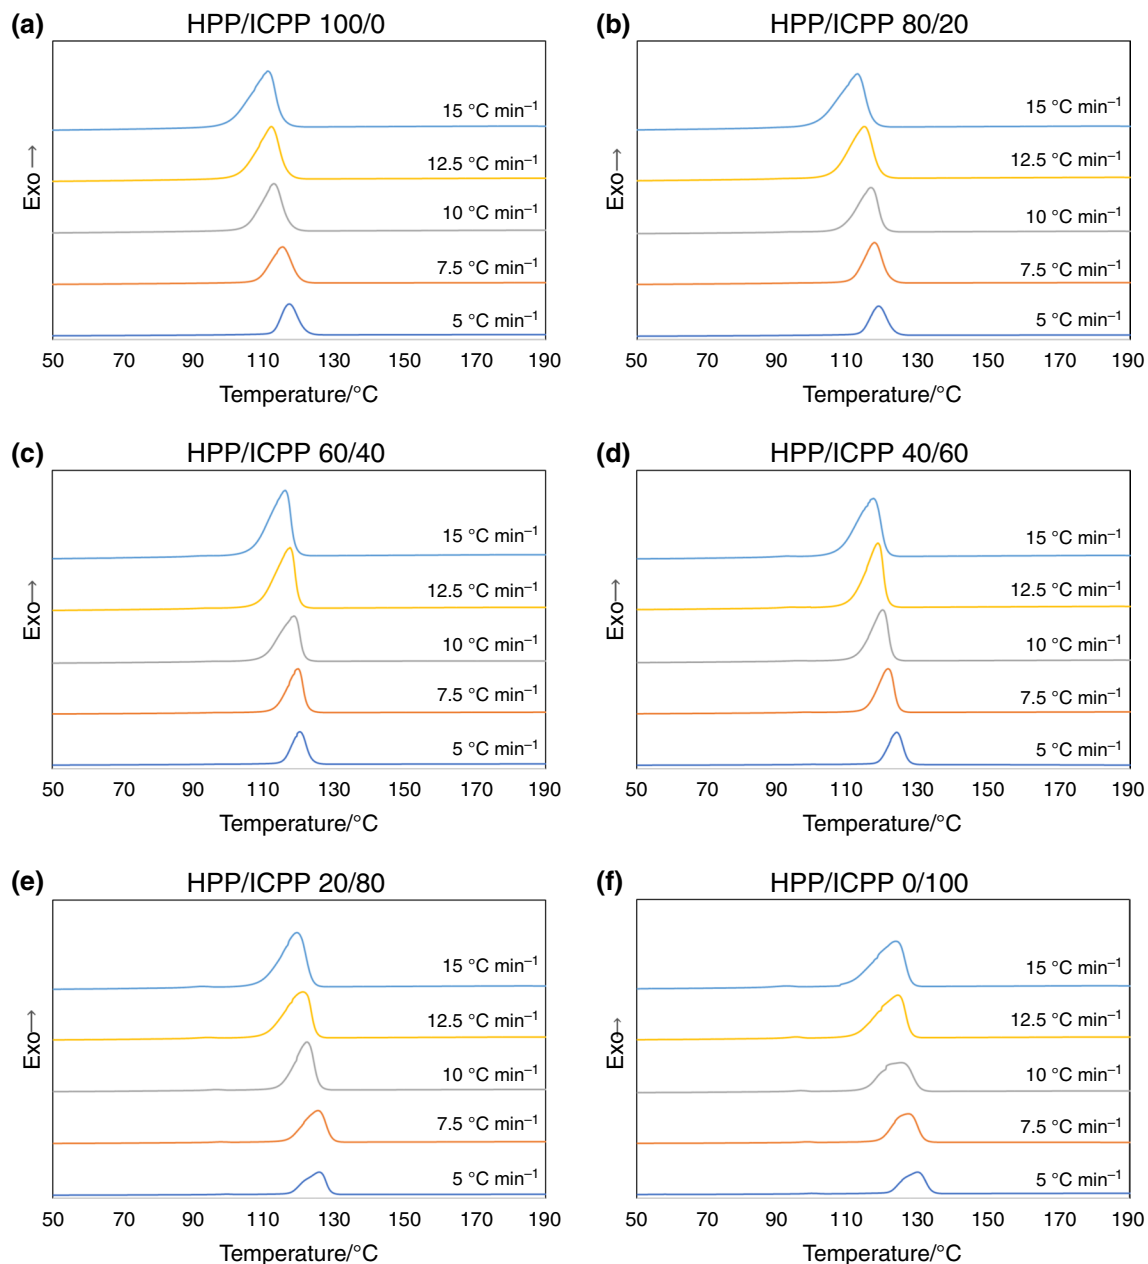 (a) HPP/ICPP 100/0
15 °C min⁻¹
12.5 °C min⁻¹
10 °C min⁻¹
7.5 °C min⁻¹
5 °C min⁻¹
Exo→
50 70 90 110 130 150 170 190
Temperature/°C
(b) HPP/ICPP 80/20
15 °C min⁻¹
12.5 °C min⁻¹
10 °C min⁻¹
7.5 °C min⁻¹
5 °C min⁻¹
Exo→
50 70 90 110 130 150 170 190
Temperature/°C
(c) HPP/ICPP 60/40
15 °C min⁻¹
12.5 °C min⁻¹
10 °C min⁻¹
7.5 °C min⁻¹
5 °C min⁻¹
Exo→
50 70 90 110 130 150 170 190
Temperature/°C
(d) HPP/ICPP 40/60
15 °C min⁻¹
12.5 °C min⁻¹
10 °C min⁻¹
7.5 °C min⁻¹
5 °C min⁻¹
Exo→
50 70 90 110 130 150 170 190
Temperature/°C
(e) HPP/ICPP 20/80
15 °C min⁻¹
12.5 °C min⁻¹
10 °C min⁻¹
7.5 °C min⁻¹
5 °C min⁻¹
Exo→
50 70 90 110 130 150 170 190
Temperature/°C
(f) HPP/ICPP 0/100
15 °C min⁻¹
12.5 °C min⁻¹
10 °C min⁻¹
7.5 °C min⁻¹
5 °C min⁻¹
Exo→
50 70 90 110 130 150 170 190
Temperature/°C